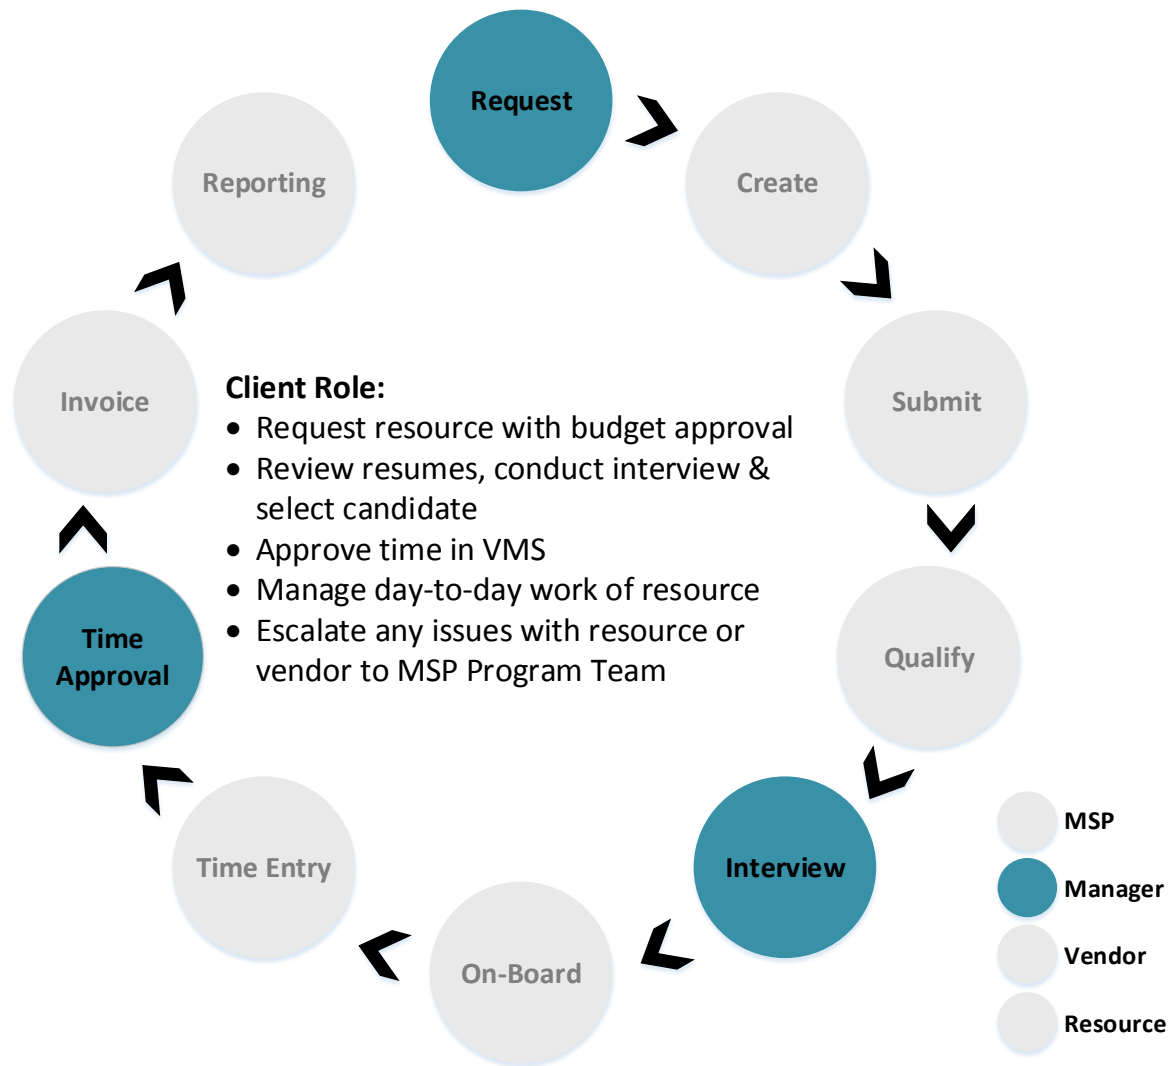 Request
Create
Submit
Qualify
Interview
On-Board
Time Entry
Time
Approval
Invoice
Reporting
Client Role:
• Request resource with budget approval
• Review resumes, conduct interview &
select candidate
• Approve time in VMS
• Manage day-to-day work of resource
• Escalate any issues with resource or
vendor to MSP Program Team
MSP
Manager
Vendor
Resource